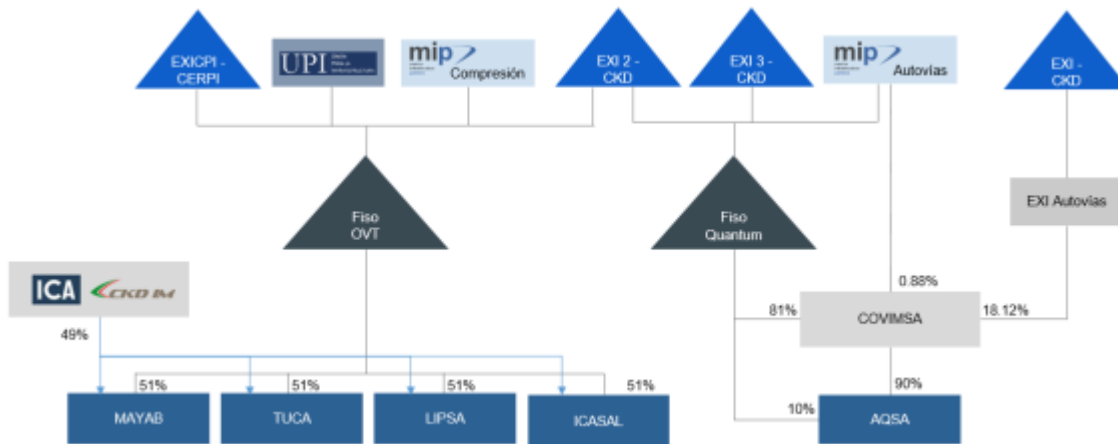 EXICPI -
CERPI
UPI
mip
Compresión
EXI 2 -
CKD
EXI 3 -
CKD
mip
Autovías
EXI -
CKD
Fiso
OVT
Fiso
Quantum
EXI Autovías
ICA
CKD IM
49%
0.88%
81%
COVIMSA
18.12%
51%
51%
51%
51%
90%
10%
MAYAB
TUCA
LIPSA
ICASAL
AQSA